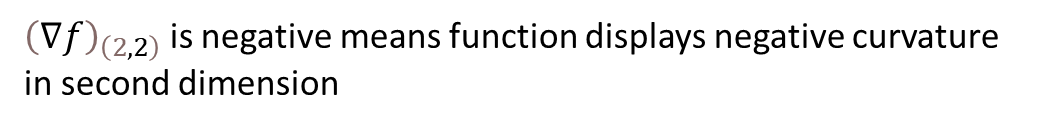 (∇f)(2,2) is negative means function displays negative curvature
in second dimension